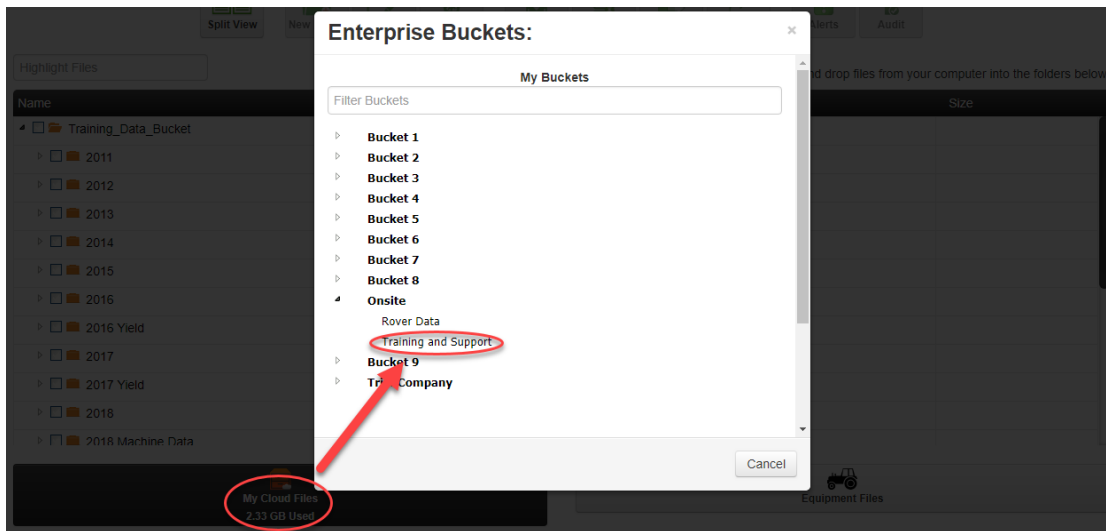 Split View
New
Alerts
Audit
Enterprise Buckets:
×
Highlight Files
nd drop files from your computer into the folders below
My Buckets
Filter Buckets
Name
Size
Training_Data_Bucket
2011
2012
2013
2014
2015
2016
2016 Yield
2017
2017 Yield
2018
2018 Machine Data
Bucket 1
Bucket 2
Bucket 3
Bucket 4
Bucket 5
Bucket 6
Bucket 7
Bucket 8
Onsite
Rover Data
Training and Support
Bucket 9
Company
Cancel
My Cloud Files
2.33 GB Used
Equipment Files